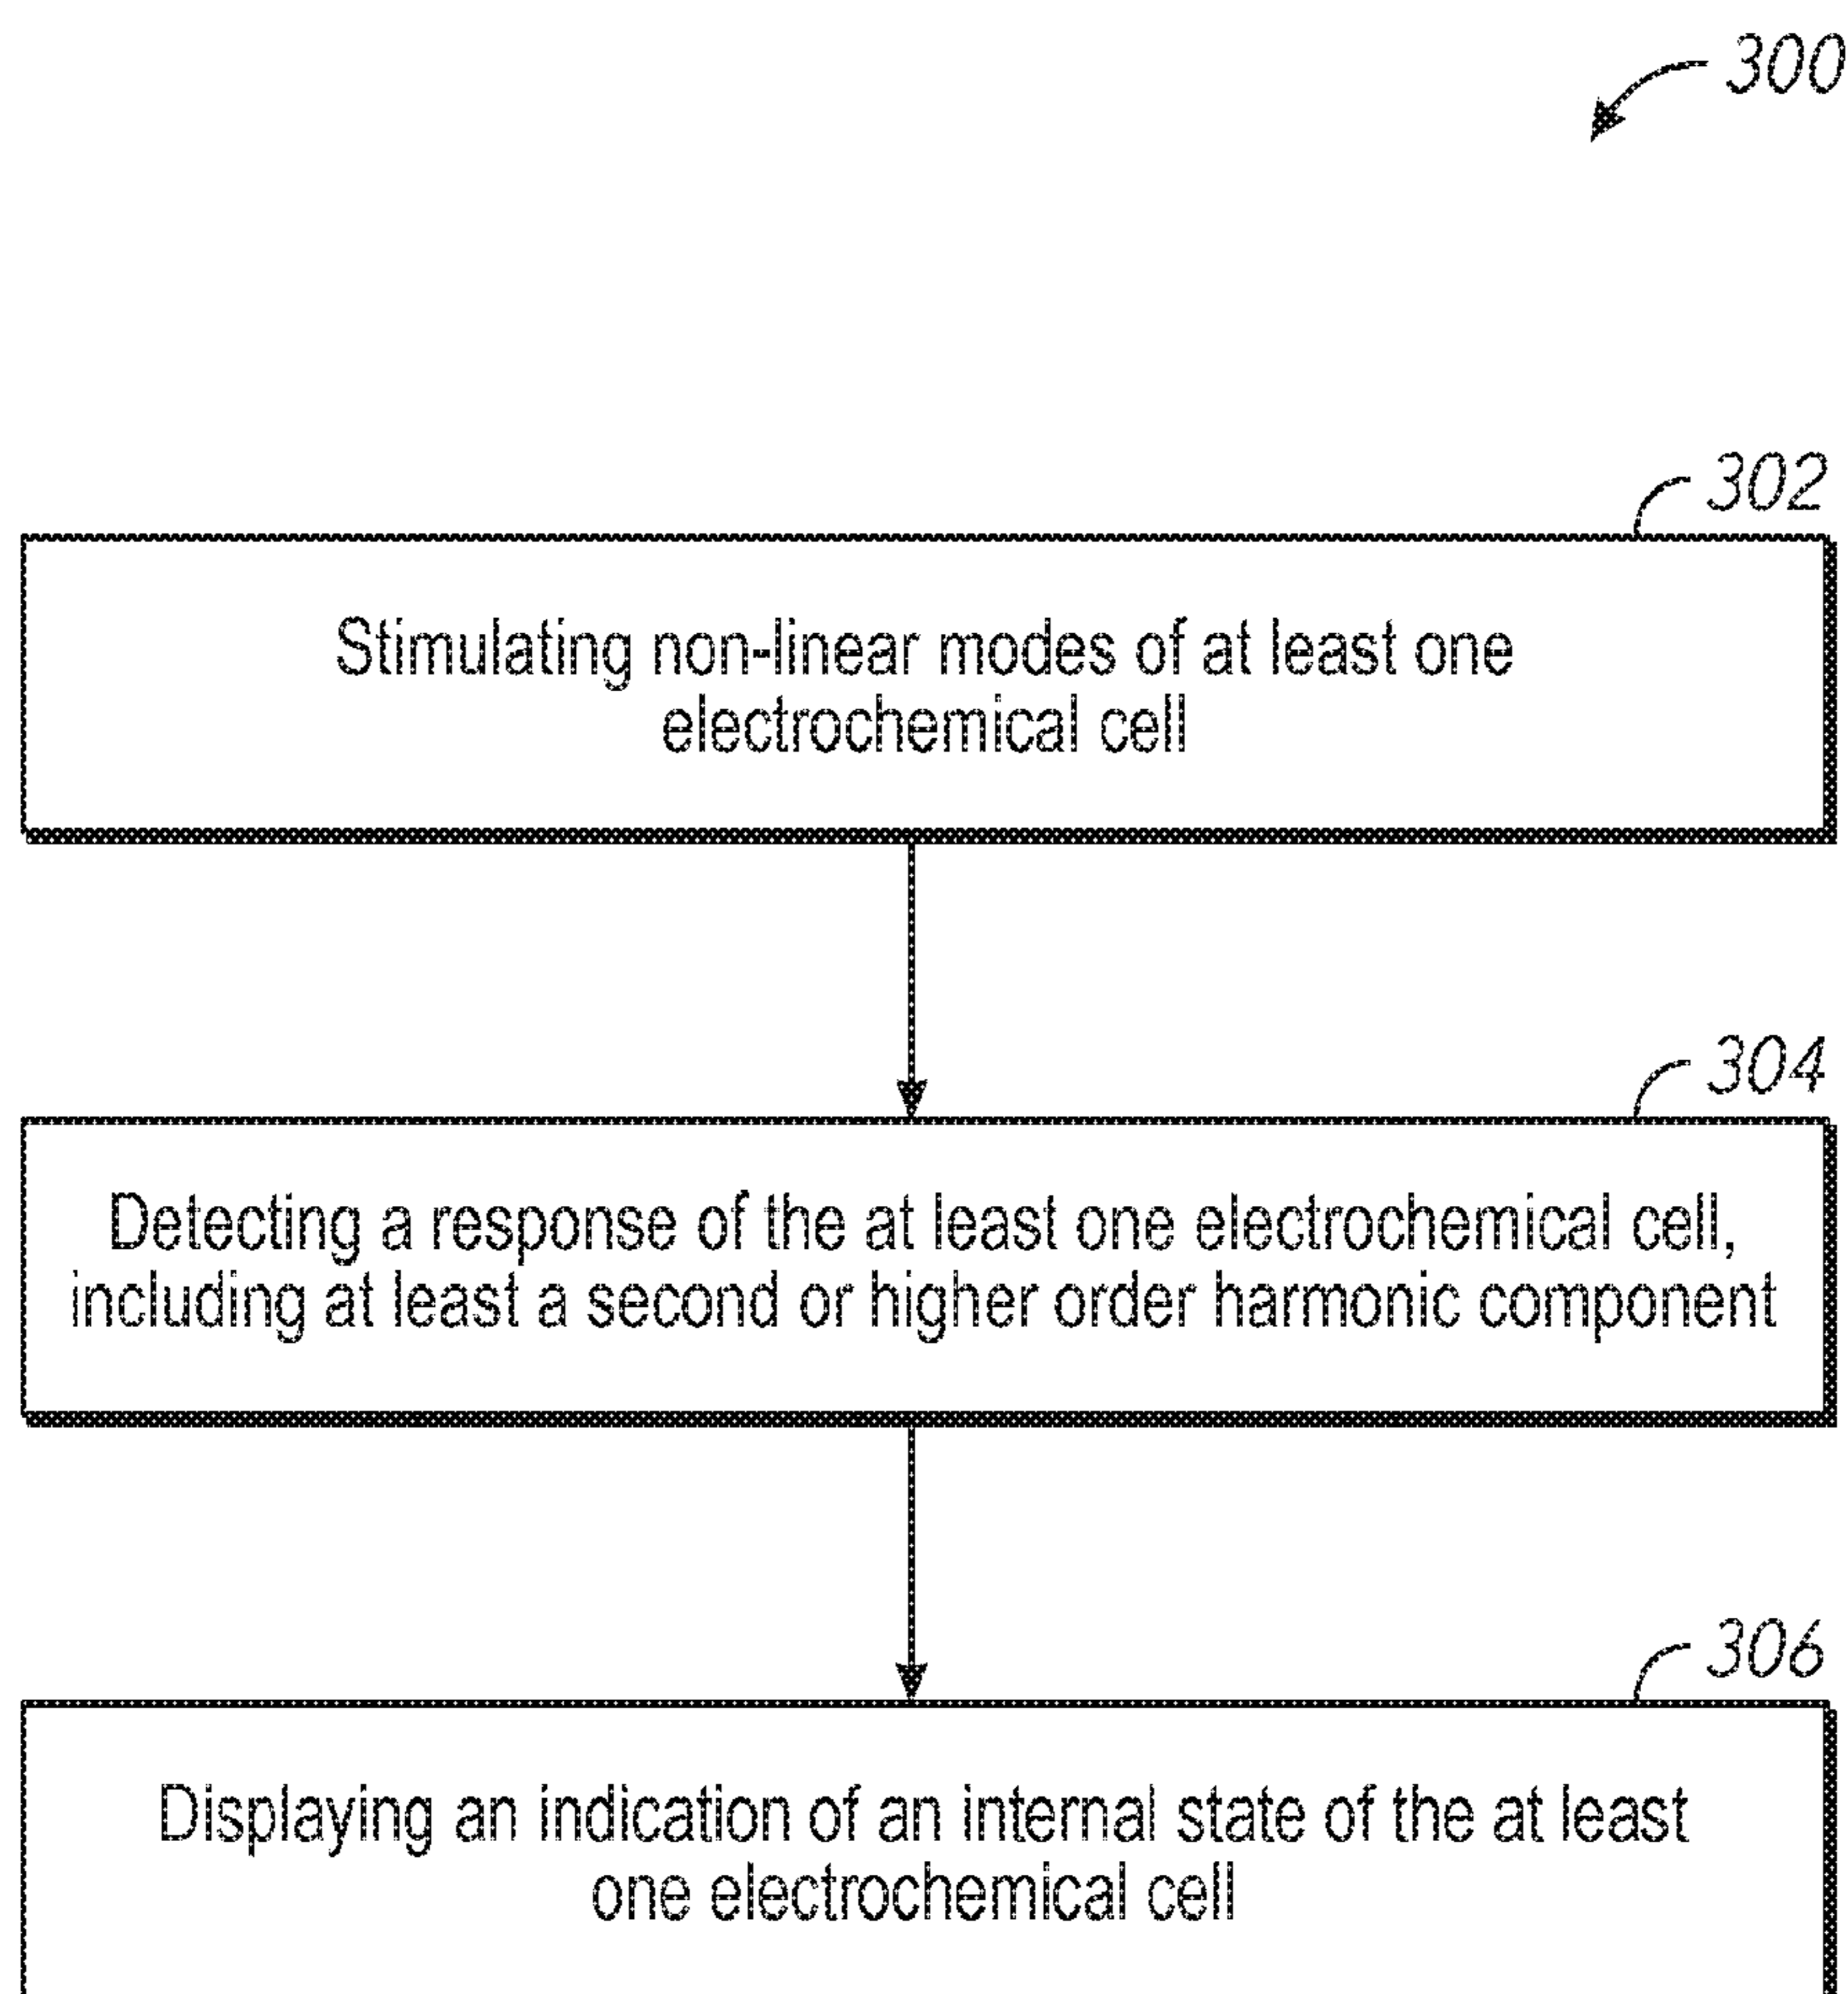 300
302
Stimulating non-linear modes of at least one
electrochemical cell
304
Detecting a response of the at least one electrochemical cell,
including at least a second or higher order harmonic component
306
Displaying an indication of an internal state of the at least
one electrochemical cell